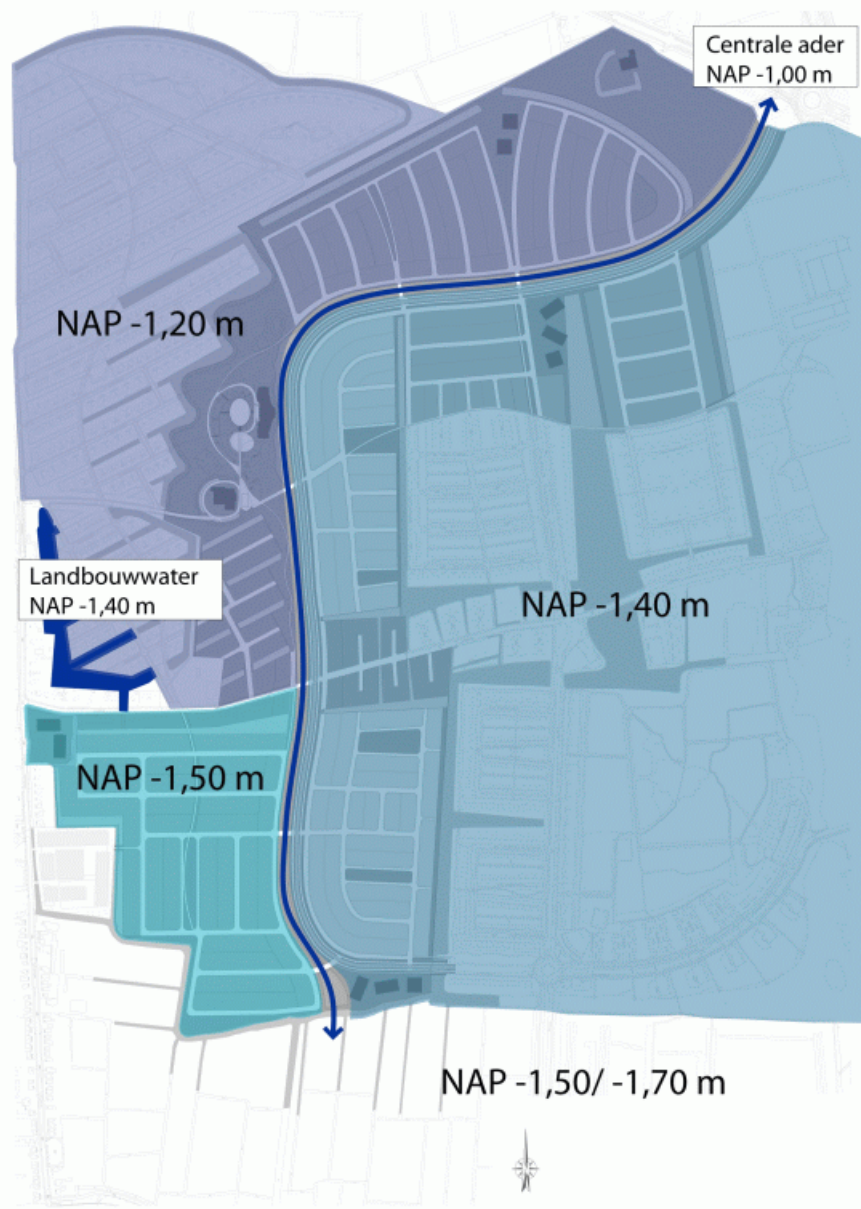 Centrale ader
NAP -1,00 m
NAP -1,20 m
Landbouwwater
NAP -1,40 m
NAP -1,40 m
NAP -1,50 m
NAP -1,50/ -1,70 m